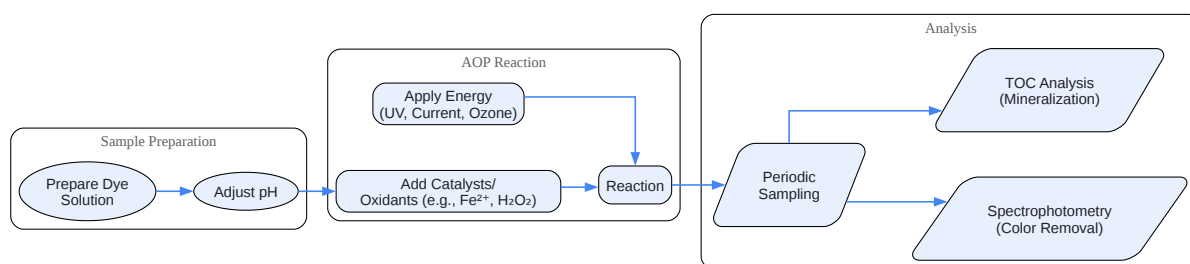 Sample Preparation
Prepare Dye
Solution
Adjust pH
AOP Reaction
Apply Energy
(UV, Current, Ozone)
Add Catalysts/
Oxidants (e.g., Fe²⁺, H₂O₂)
Reaction
Analysis
Periodic
Sampling
TOC Analysis
(Mineralization)
Spectrophotometry
(Color Removal)